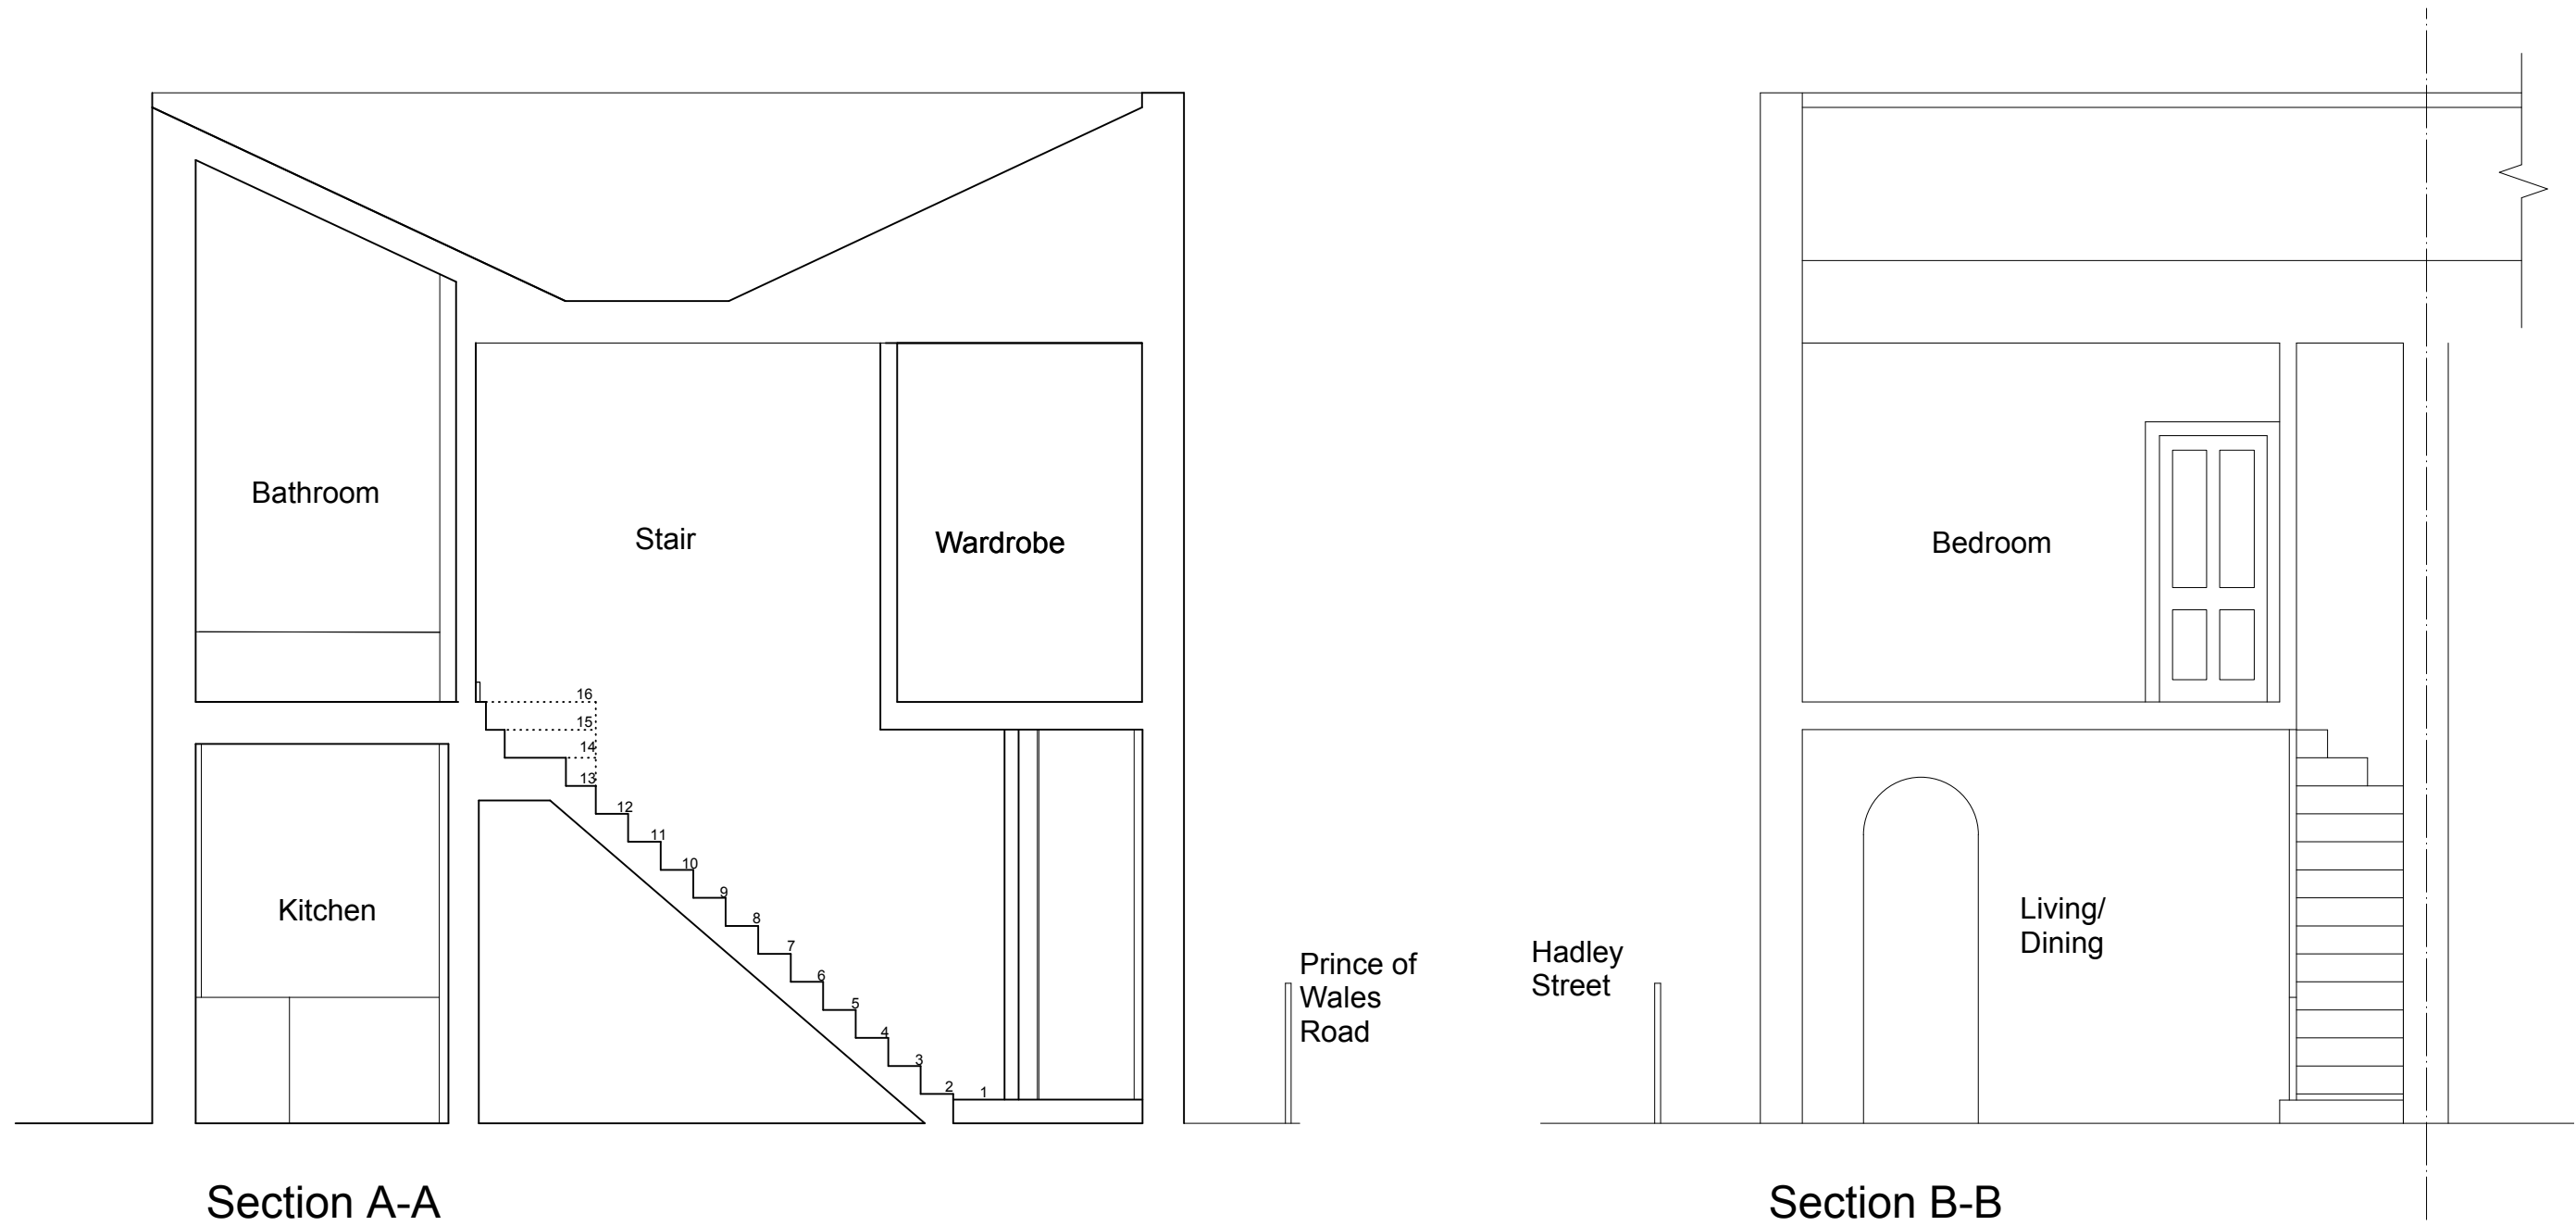 Bathroom
Stair
Wardrobe
Bedroom
16
15
14
13
12
11
10
9
8
7
6
5
4
3
2
1
Kitchen
Prince of
Wales
Road
Hadley
Street
Living/
Dining
Section A-A
Section B-B